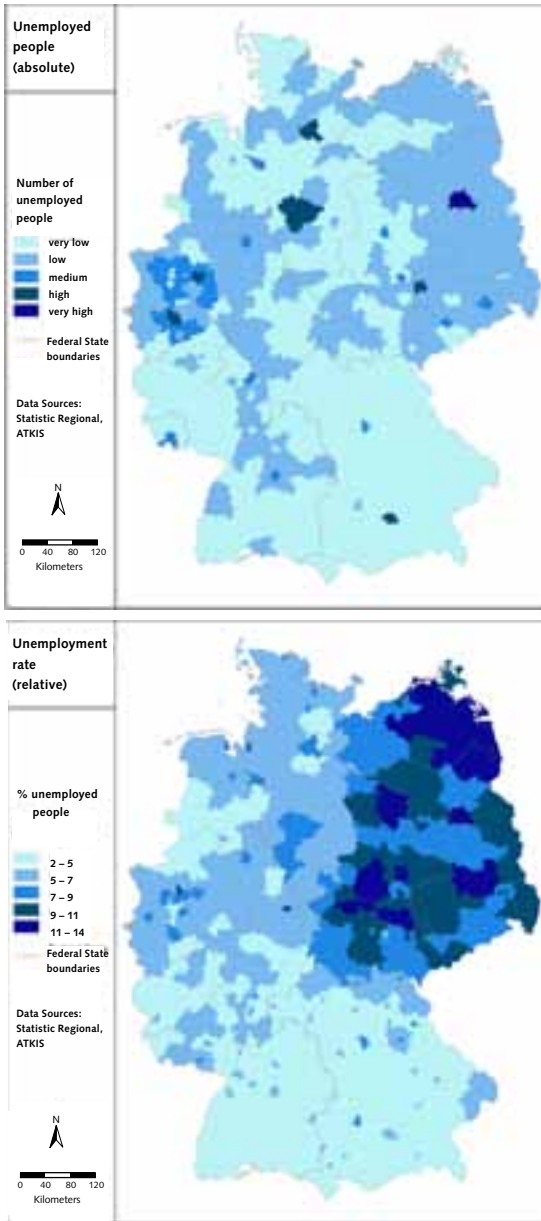 Unemployed
people
(absolute)
Number of
unemployed
people
very low
low
medium
high
very high
Federal State
boundaries
Data Sources:
Statistic Regional,
ATKIS
N
0 40 80 120
Kilometers
Unemployment
rate
(relative)
% unemployed
people
2 – 5
5 – 7
7 – 9
9 – 11
11 – 14
Federal State
boundaries
Data Sources:
Statistic Regional,
ATKIS
N
0 40 80 120
Kilometers